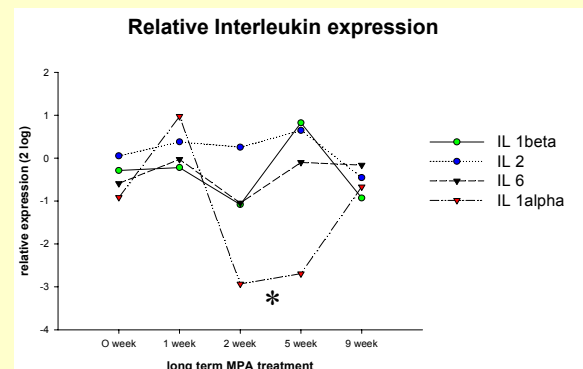 Relative Interleukin expression
relative expression (2 log)
2
1
0
-1
-2
-3
-4
*
O week
1 week
2 week
5 week
9 week
long term MPA treatment
IL 1beta
IL 2
IL 6
IL 1alpha